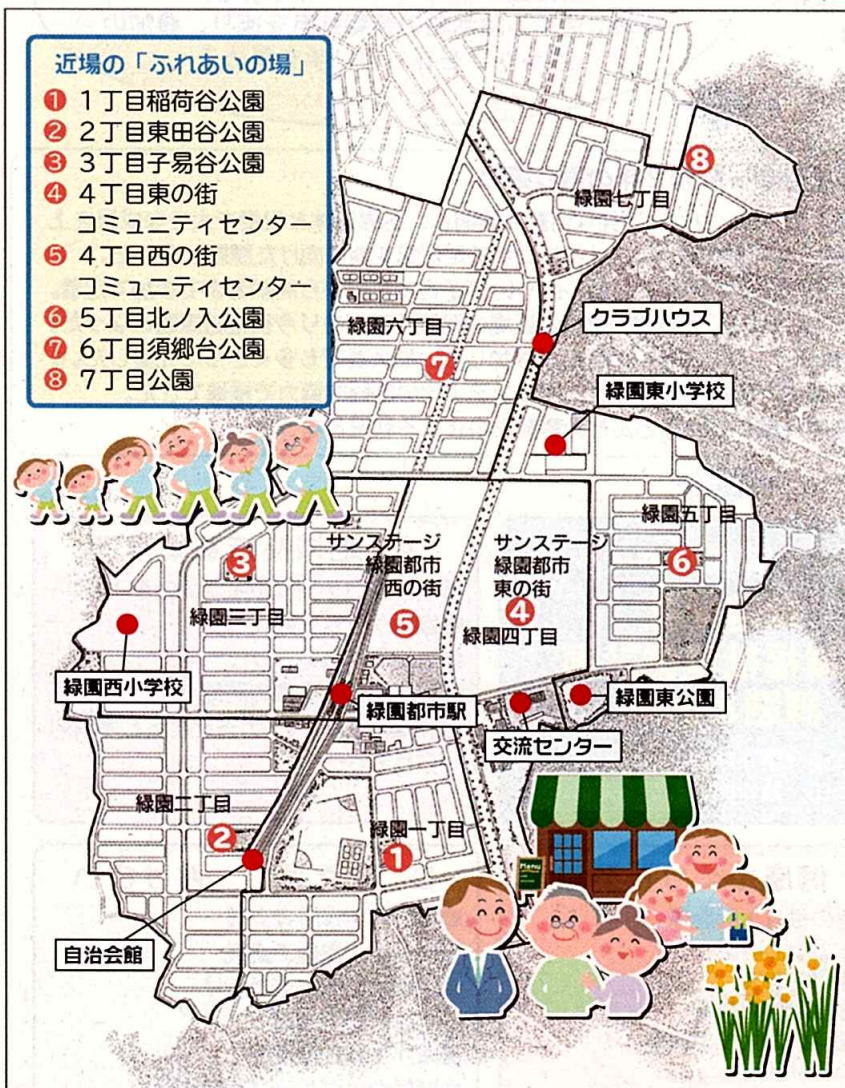 近場の「ふれあいの場」
❶ 1丁目稲荷谷公園
❷ 2丁目東田谷公園
❸ 3丁目子易谷公園
❹ 4丁目東の街
コミュニティセンター
❺ 4丁目西の街
コミュニティセンター
❻ 5丁目北ノ入公園
❼ 6丁目須郷台公園
❽ 7丁目公園
❽
緑園七丁目
クラブハウス
緑園六丁目
❼
緑園東小学校
緑園五丁目
❻
サンステージ
緑園都市
西の街
❺
サンステージ
緑園都市
東の街
❹
緑園四丁目
❸
緑園三丁目
緑園西小学校
緑園都市駅
緑園東公園
交流センター
緑園二丁目
❷
緑園一丁目
❶
自治会館
Menu